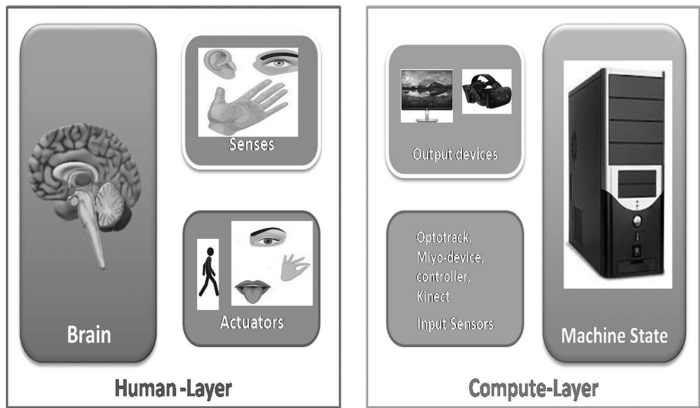 Senses
Brain
Actuators
Human -Layer
Output devices
Optotrack,
Miyo-device,
controller,
Kinect
Input Sensors
Machine State
Compute-Layer